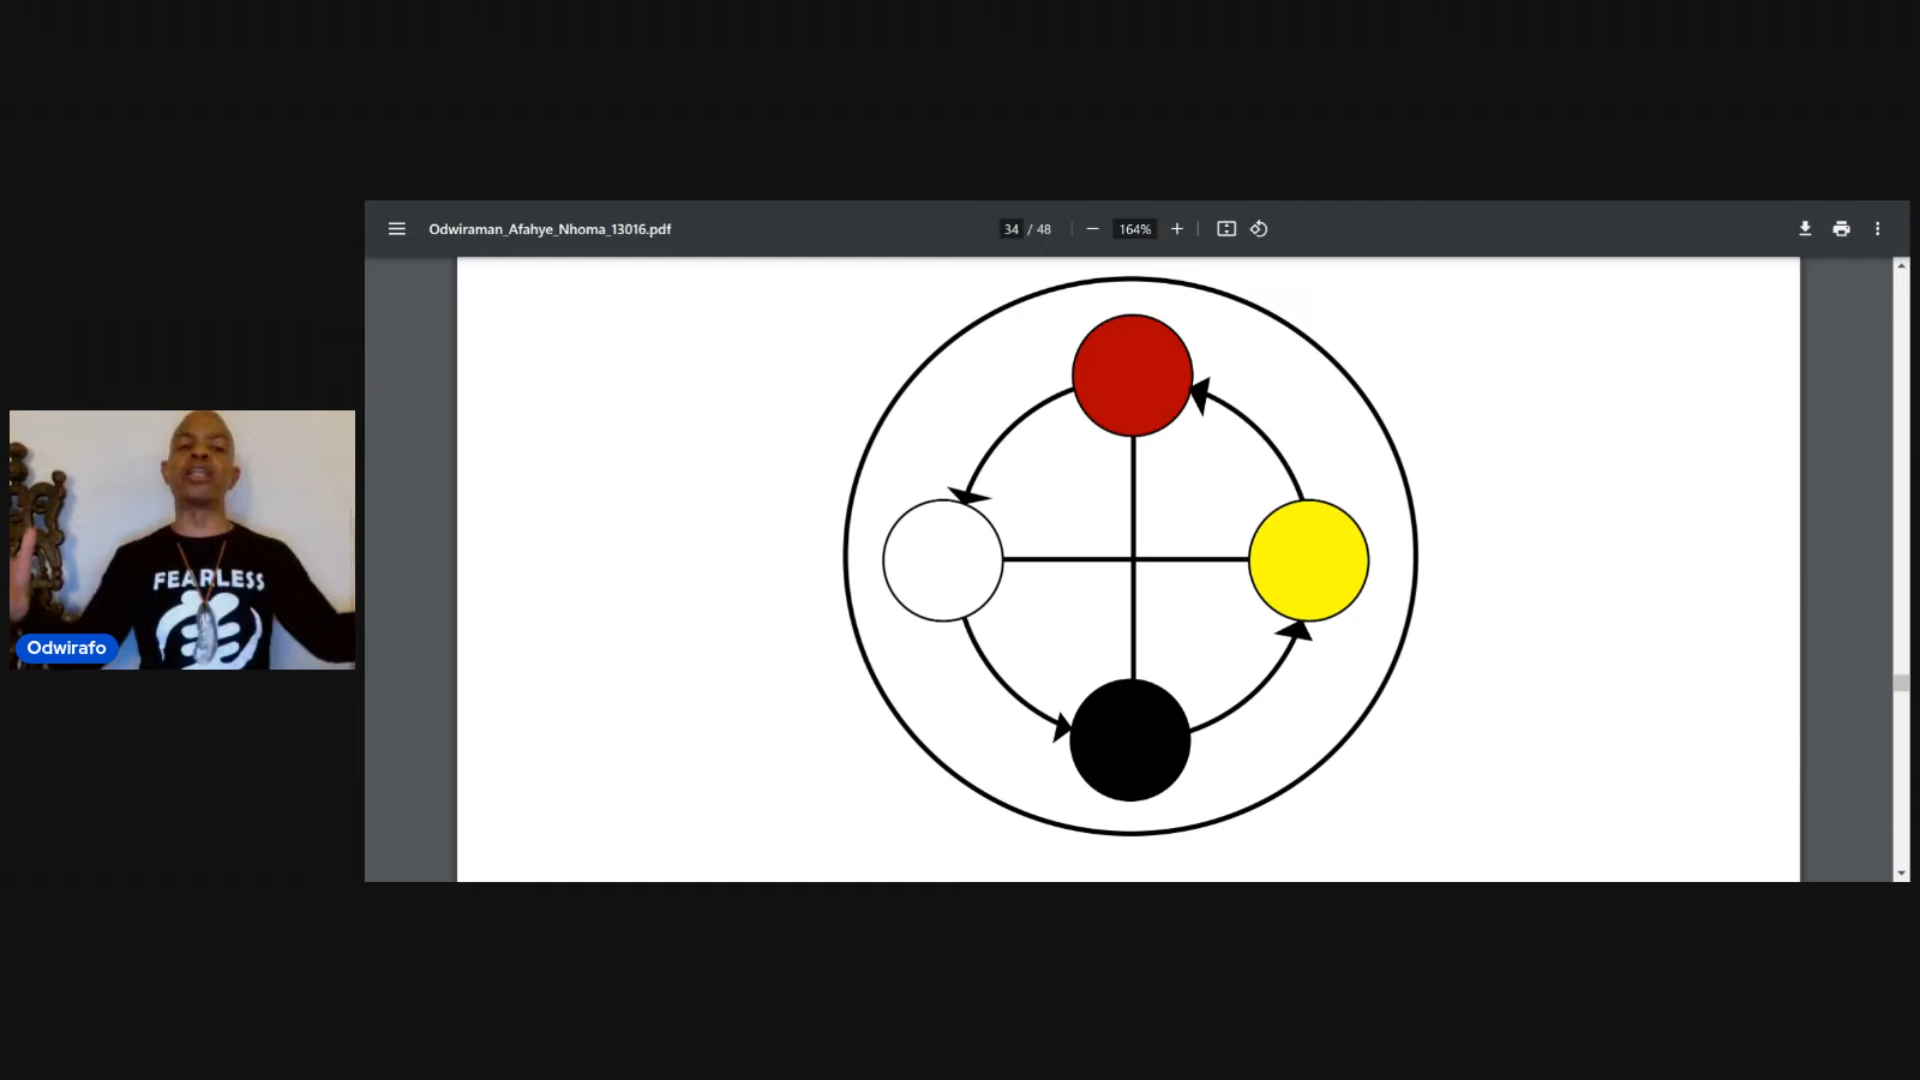 Odwiraman_Afahye_Nhoma_13016.pdf
34 / 48
164%
FEARLESS
Odwirafo